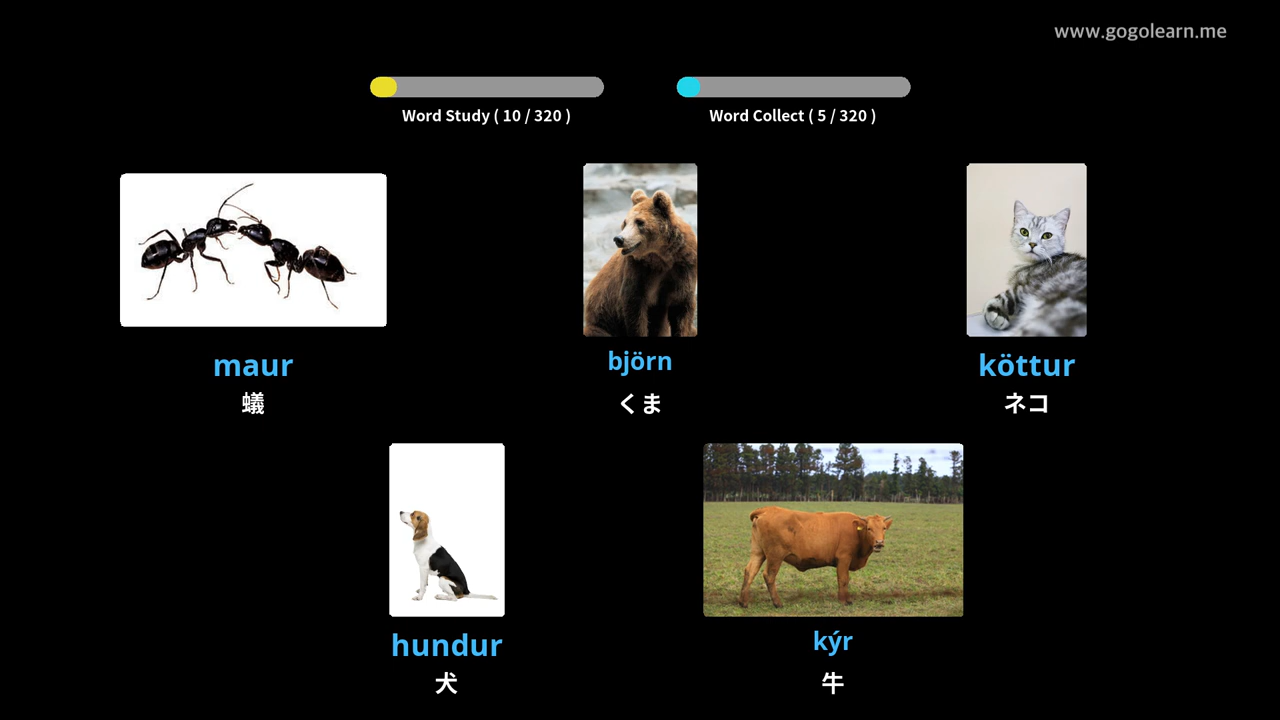 www.gogolearn.me
Word Study ( 10 / 320 )
Word Collect ( 5 / 320 )
maur
蟻
björn
くま
köttur
ネコ
hundur
犬
kýr
牛